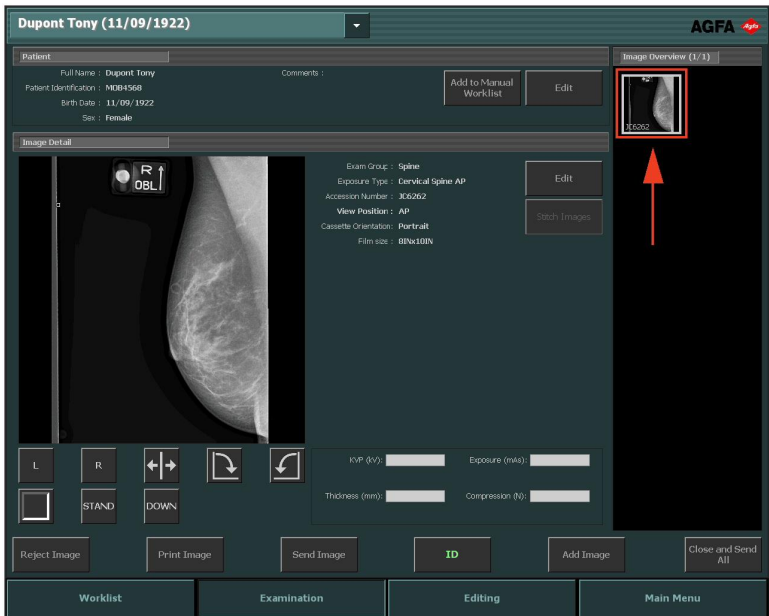 Dupont Tony (11/09/1922)
AGFA
Agfa
Patient
Full Name : Dupont Tony
Patient Identification : MDB4568
Birth Date : 11/09/1922
Sex : Female
Comments :
Add to Manual
Worklist
Edit
Image Overview (1/1)
JC6262
Image Detail
R
OBL
Exam Group : Spine
Exposure Type : Cervical Spine AP
Accession Number : JC6262
View Position : AP
Cassette Orientation: Portrait
Film size : 8INx10IN
Edit
Stitch Images
L
R
STAND
DOWN
KVP (kV):
Exposure (mAs):
Thickness (mm):
Compression (N):
Reject Image
Print Image
Send Image
ID
Add Image
Close and Send
All
Worklist
Examination
Editing
Main Menu